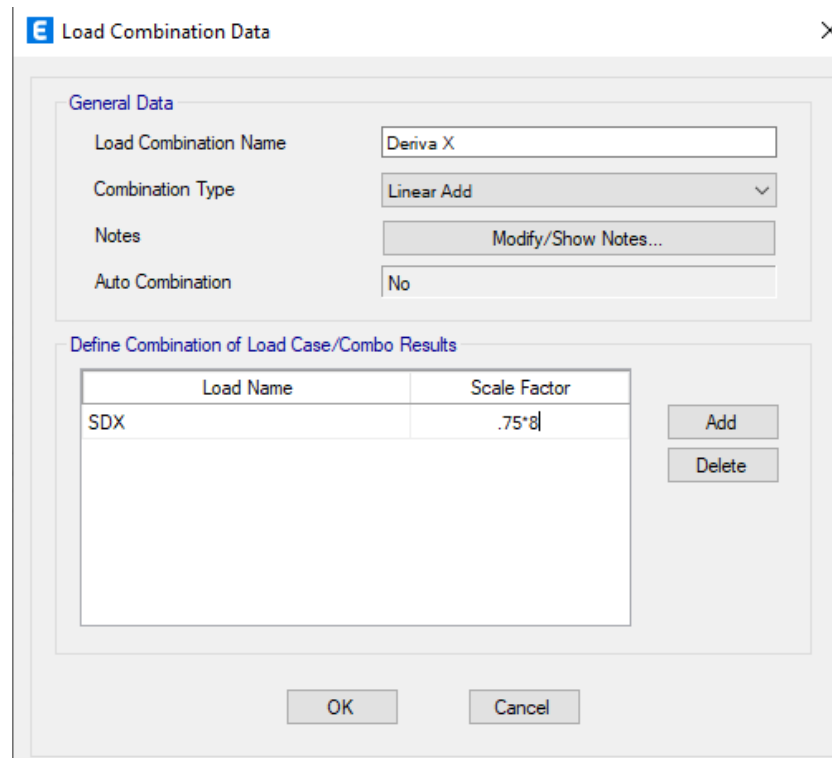 E Load Combination Data
General Data
Load Combination Name Deriva X
Combination Type Linear Add
Notes Modify/Show Notes...
Auto Combination No
Define Combination of Load Case/Combo Results
Load Name Scale Factor
SDX .75*8
Add
Delete
OK Cancel